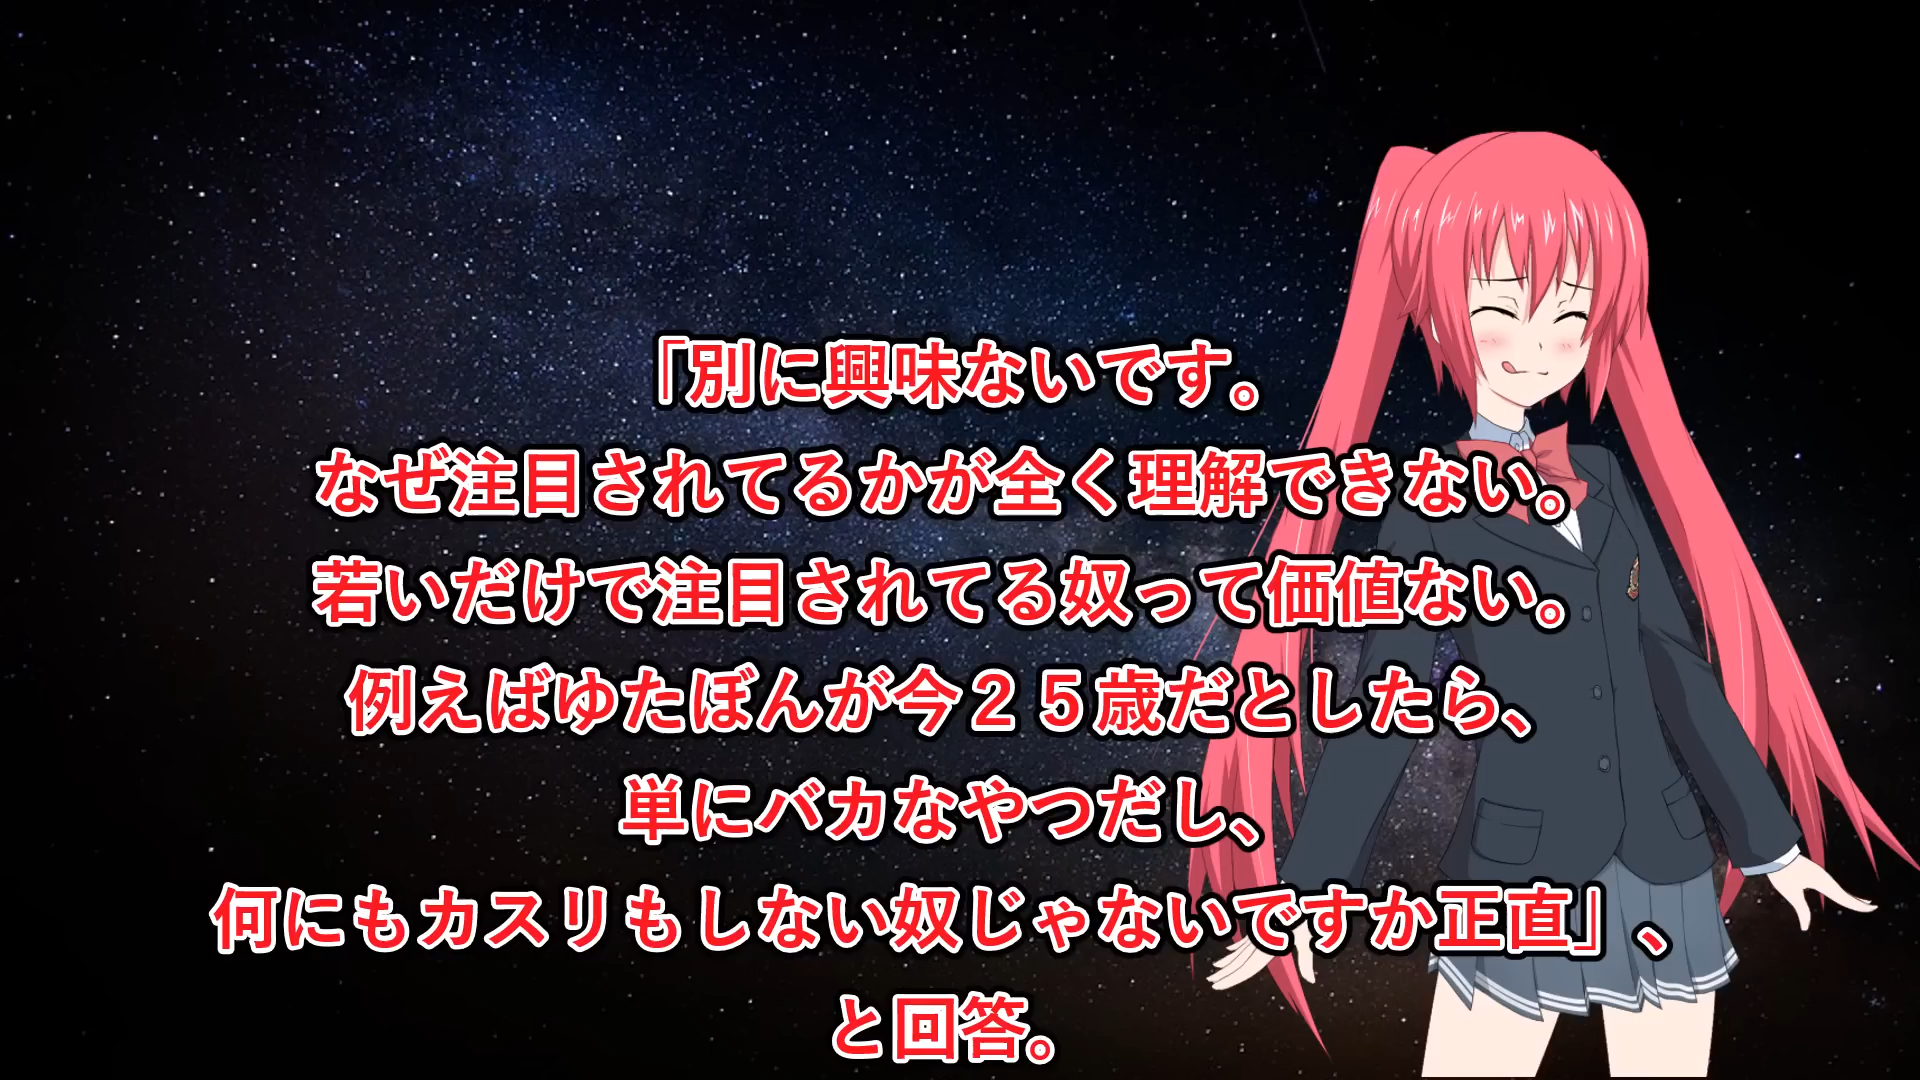 「別に興味ないです。
なぜ注目されてるかが全く理解できない。
若いだけで注目されてる奴って価値ない。
例えばゆたぼんが今２５歳だとしたら、
単にバカなやつだし、
何にもカスリもしない奴じゃないですか正直」、
と回答。